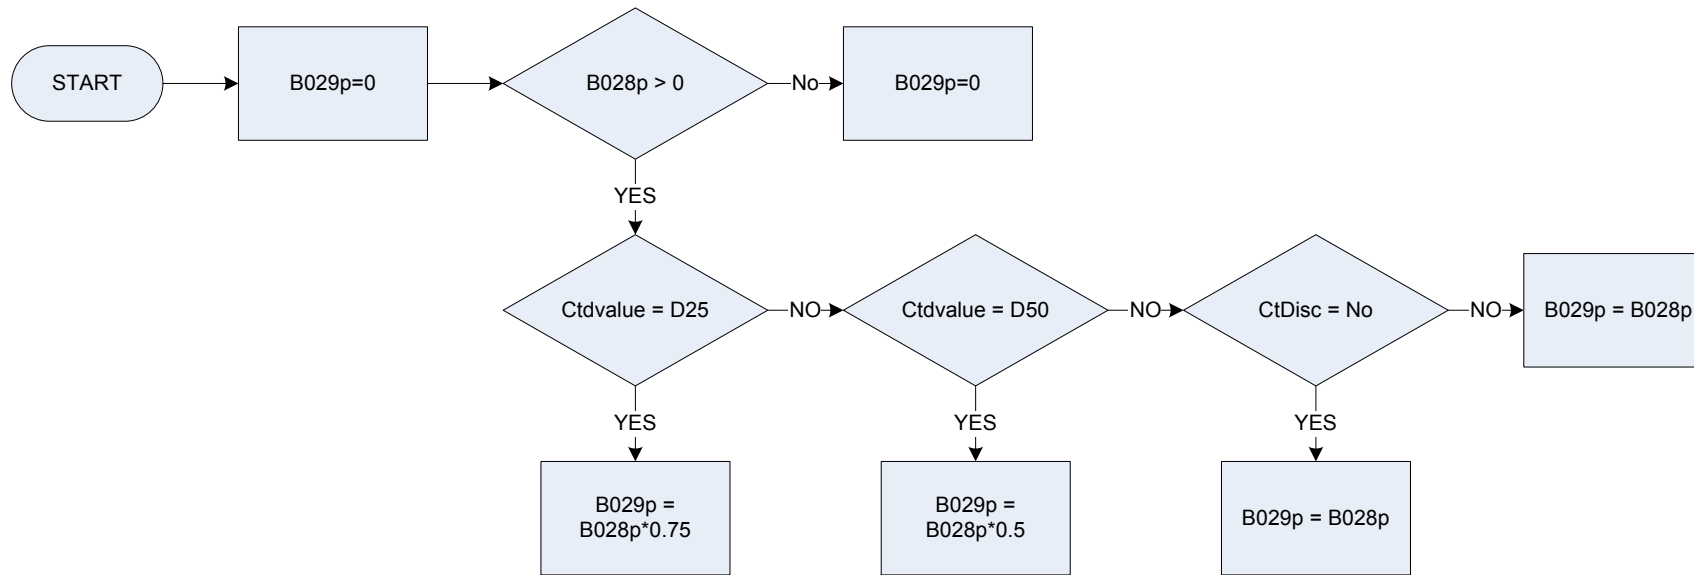 START
B029p=0
B028p > 0
No
B029p=0
YES
Ctdvalue = D25
NO
Ctdvalue = D50
NO
CtDisc = No
NO
B029p = B028p
YES
YES
YES
B029p =
B028p*0.75
B029p =
B028p*0.5
B029p = B028p